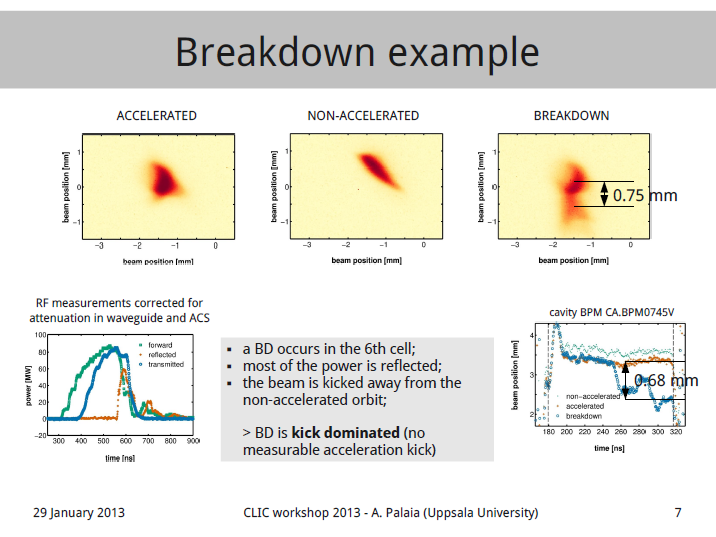 Breakdown example
ACCELERATED
NON-ACCELERATED
BREAKDOWN
beam position [mm]
1
0
−1
−3 −2 −1 0
beam position [mm]
beam position [mm]
1
0
−1
−3 −2 −1 0
beam position [mm]
beam position [mm]
1
0
−1
0.75 mm
−3 −2 −1 0
beam position [mm]
RF measurements corrected for
attenuation in waveguide and ACS
power [MW]
100
80
60
40
20
0
−20
forward
reflected
transmitted
300 400 500 600 700 800 900
time [ns]
▪ a BD occurs in the 6th cell;
▪ most of the power is reflected;
▪ the beam is kicked away from the
non-accelerated orbit;
> BD is kick dominated (no
measurable acceleration kick)
cavity BPM CA.BPM0745V
beam position [mm]
4
3
2
0.68 mm
non−accelerated
accelerated
breakdown
180 200 220 240 260 280 300 320
time [ns]
29 January 2013
CLIC workshop 2013 - A. Palaia (Uppsala University)
7